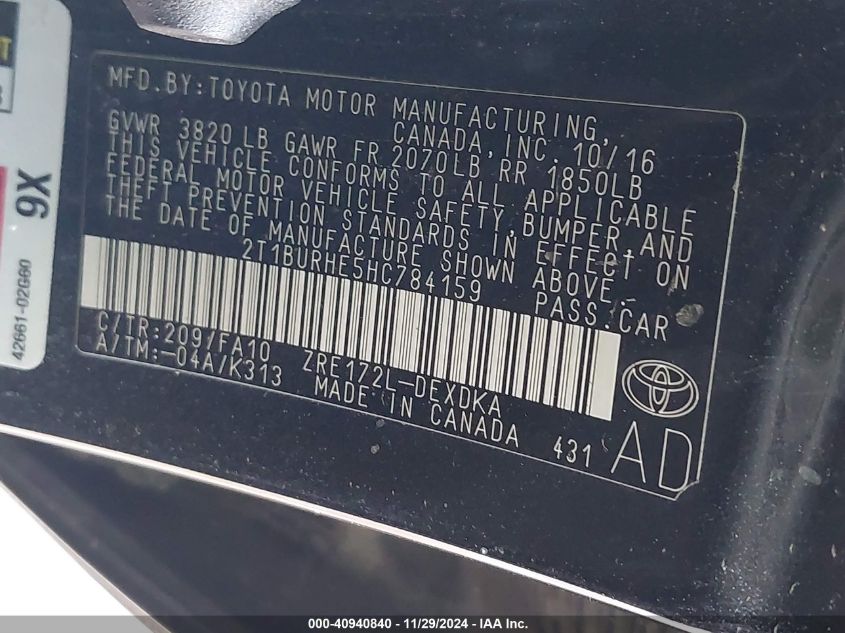 MFD.BY:TOYOTA MOTOR MANUFACTURING,
CANADA, INC. 10/16
GVWR 3820 LB GAWR FR 2070LB RR 1850LB
THIS VEHICLE CONFORMS TO ALL APPLICABLE
FEDERAL MOTOR VEHICLE SAFETY, BUMPER, AND
THEFT PREVENTION STANDARDS IN EFFECT ON
THE DATE OF MANUFACTURE SHOWN ABOVE.
2T1BURHE5HC784159 PASS.CAR
C/TR:209/FA10 ZRE172L-DEXDKA
A/TM:-04A/K313 MADE IN CANADA 431
AD
9X
42661-02G60
000-40940840 - 11/29/2024 - IAA Inc.